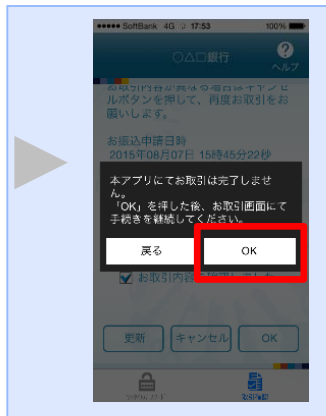 ●●●●● SoftBank 4G 17:53 100%
○△□銀行
?
ヘルプ
お取引内容が異なる場合はキャンセ
ルボタンを押して、再度お取引をお
願いします。
お振込申請日時
2015年08月07日 15時45分22秒
本アプリにてお取引は完了しませ
ん。
「OK」を押した後、お取引画面にて
手続きを継続してください。
戻る
OK
お取引内容
更新
キャンセル
OK